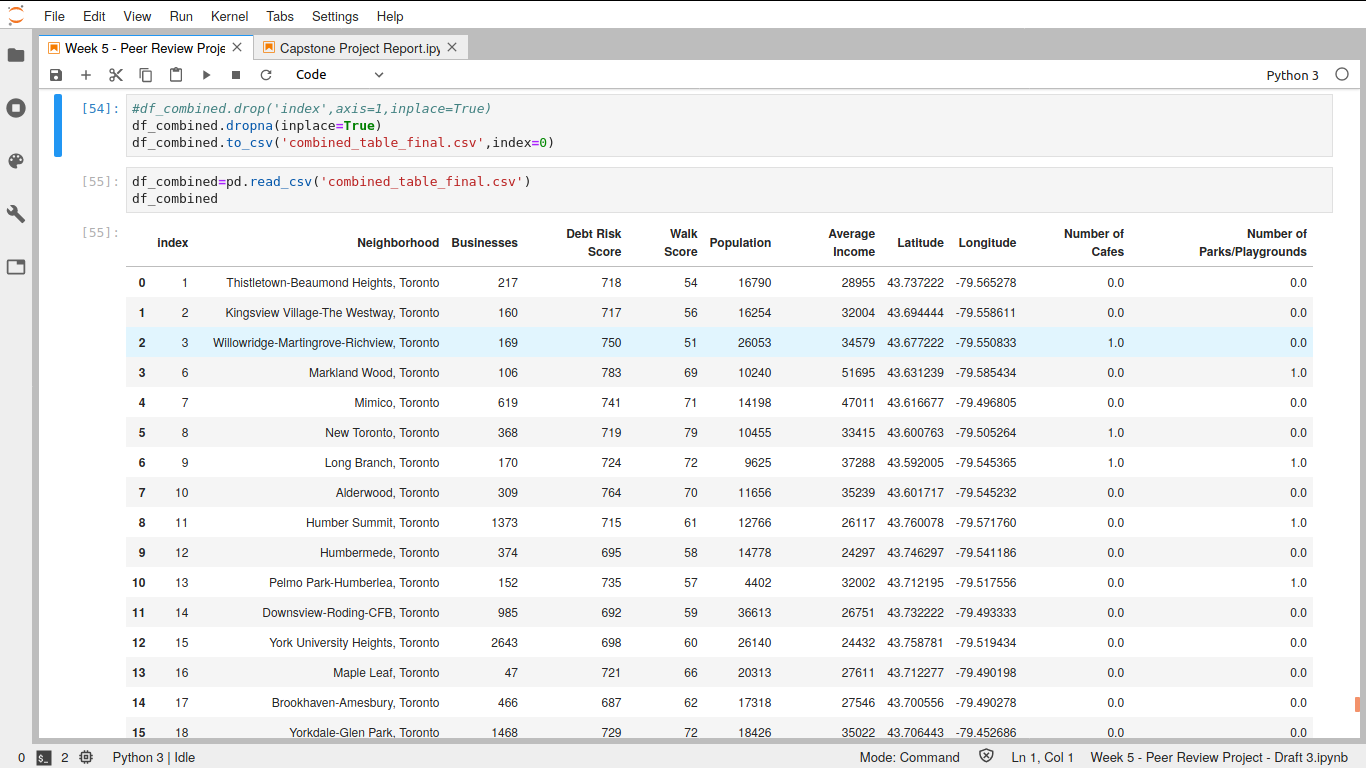 File Edit View Run Kernel Tabs Settings Help
Week 5 - Peer Review Proje Capstone Project Report.ipy
Code Python 3
[54]: #df_combined.drop('index',axis=1,inplace=True)
df_combined.dropna(inplace=True)
df_combined.to_csv('combined_table_final.csv',index=0)
[55]: df_combined=pd.read_csv('combined_table_final.csv')
df_combined
[55]:
index Neighborhood Businesses Debt Risk Score Walk Score Population Average Income Latitude Longitude Number of Cafes Number of Parks/Playgrounds
0 1 Thistletown-Beaumond Heights, Toronto 217 718 54 16790 28955 43.737222 -79.565278 0.0 0.0
1 2 Kingsview Village-The Westway, Toronto 160 717 56 16254 32004 43.694444 -79.558611 0.0 0.0
2 3 Willowridge-Martingrove-Richview, Toronto 169 750 51 26053 34579 43.677222 -79.550833 1.0 0.0
3 6 Markland Wood, Toronto 106 783 69 10240 51695 43.631239 -79.585434 0.0 1.0
4 7 Mimico, Toronto 619 741 71 14198 47011 43.616677 -79.496805 0.0 0.0
5 8 New Toronto, Toronto 368 719 79 10455 33415 43.600763 -79.505264 1.0 0.0
6 9 Long Branch, Toronto 170 724 72 9625 37288 43.592005 -79.545365 1.0 1.0
7 10 Alderwood, Toronto 309 764 70 11656 35239 43.601717 -79.545232 0.0 0.0
8 11 Humber Summit, Toronto 1373 715 61 12766 26117 43.760078 -79.571760 0.0 1.0
9 12 Humbermede, Toronto 374 695 58 14778 24297 43.746297 -79.541186 0.0 0.0
10 13 Pelmo Park-Humberlea, Toronto 152 735 57 4402 32002 43.712195 -79.517556 0.0 1.0
11 14 Downsview-Roding-CFB, Toronto 985 692 59 36613 26751 43.732222 -79.493333 0.0 0.0
12 15 York University Heights, Toronto 2643 698 60 26140 24432 43.758781 -79.519434 0.0 0.0
13 16 Maple Leaf, Toronto 47 721 66 20313 27611 43.712277 -79.490198 0.0 0.0
14 17 Brookhaven-Amesbury, Toronto 466 687 62 17318 27546 43.700556 -79.490278 0.0 0.0
15 18 Yorkdale-Glen Park, Toronto 1468 729 72 18426 35022 43.706443 -79.452686 0.0 0.0
0 2 Python 3 | Idle Mode: Command Ln 1, Col 1 Week 5 - Peer Review Project - Draft 3.ipynb